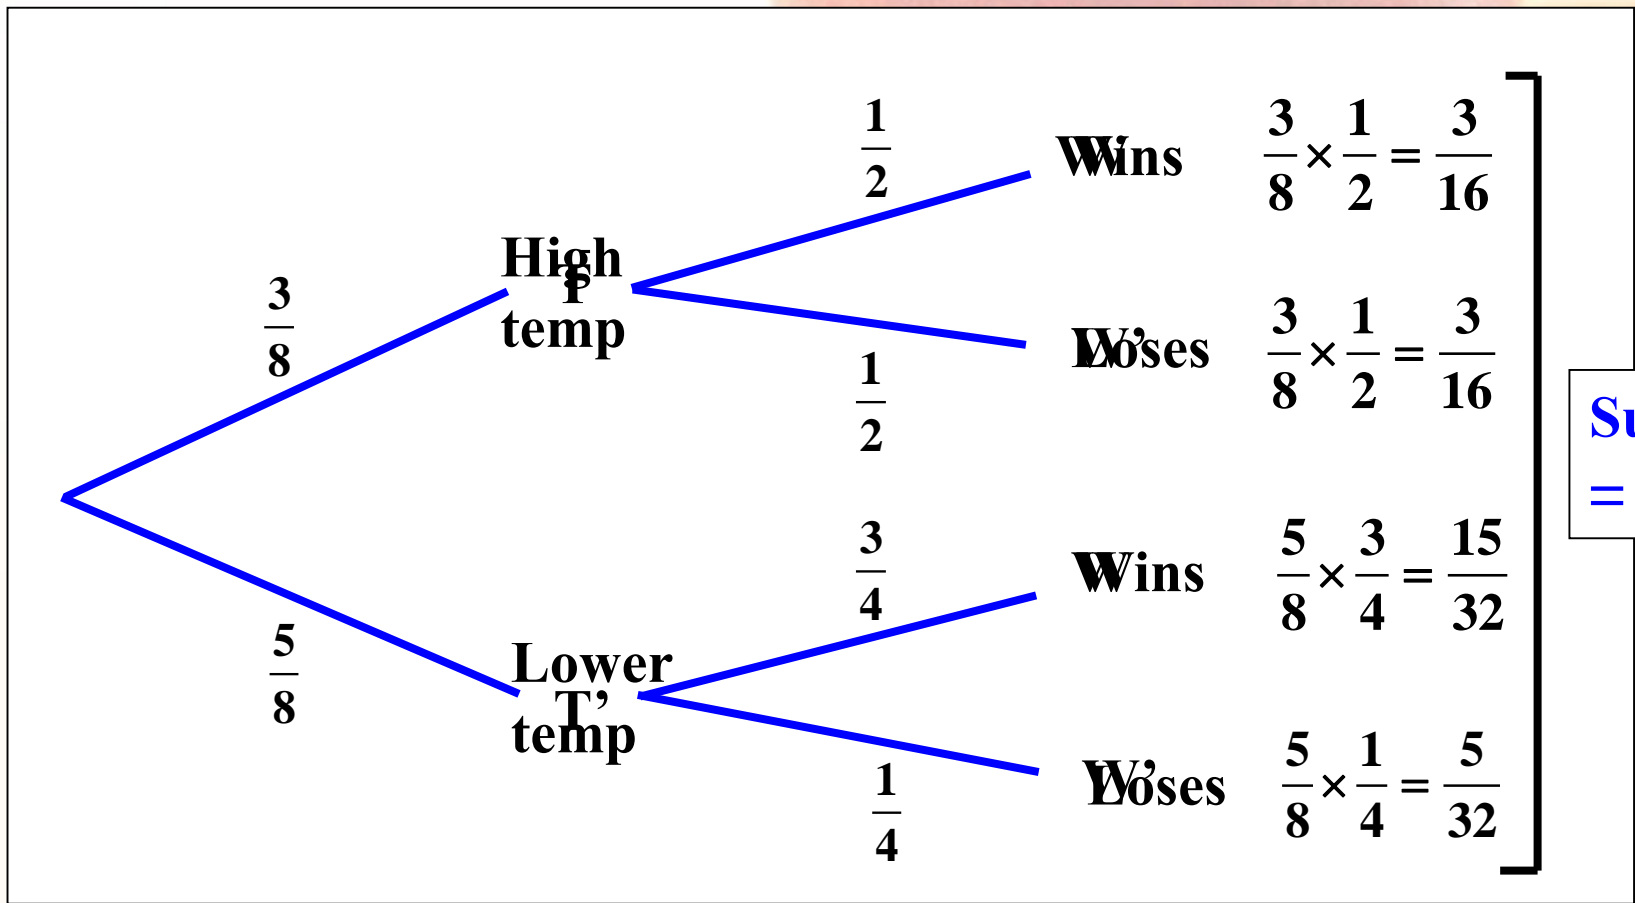 1/2
Wins
W
3/8 × 1/2 = 3/16
High
T
temp
3/8
Loses
W'
3/8 × 1/2 = 3/16
1/2
Su
=
3/4
Wins
W
5/8 × 3/4 = 15/32
5/8
Lower
T'
temp
Loses
W'
5/8 × 1/4 = 5/32
1/4